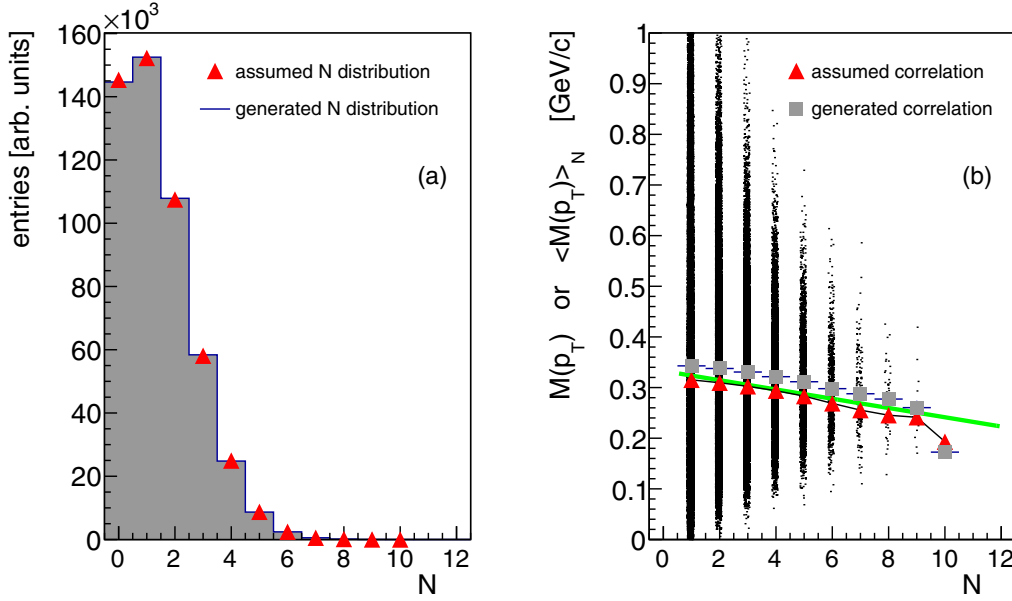 ×10³
160
140
120
100
80
60
40
20
0
entries [arb. units]
assumed N distribution
generated N distribution
(a)
0 2 4 6 8 10 12
N
1
0.9
0.8
0.7
0.6
0.5
0.4
0.3
0.2
0.1
0
M(p_T) or <M(p_T)>_N [GeV/c]
assumed correlation
generated correlation
(b)
0 2 4 6 8 10 12
N